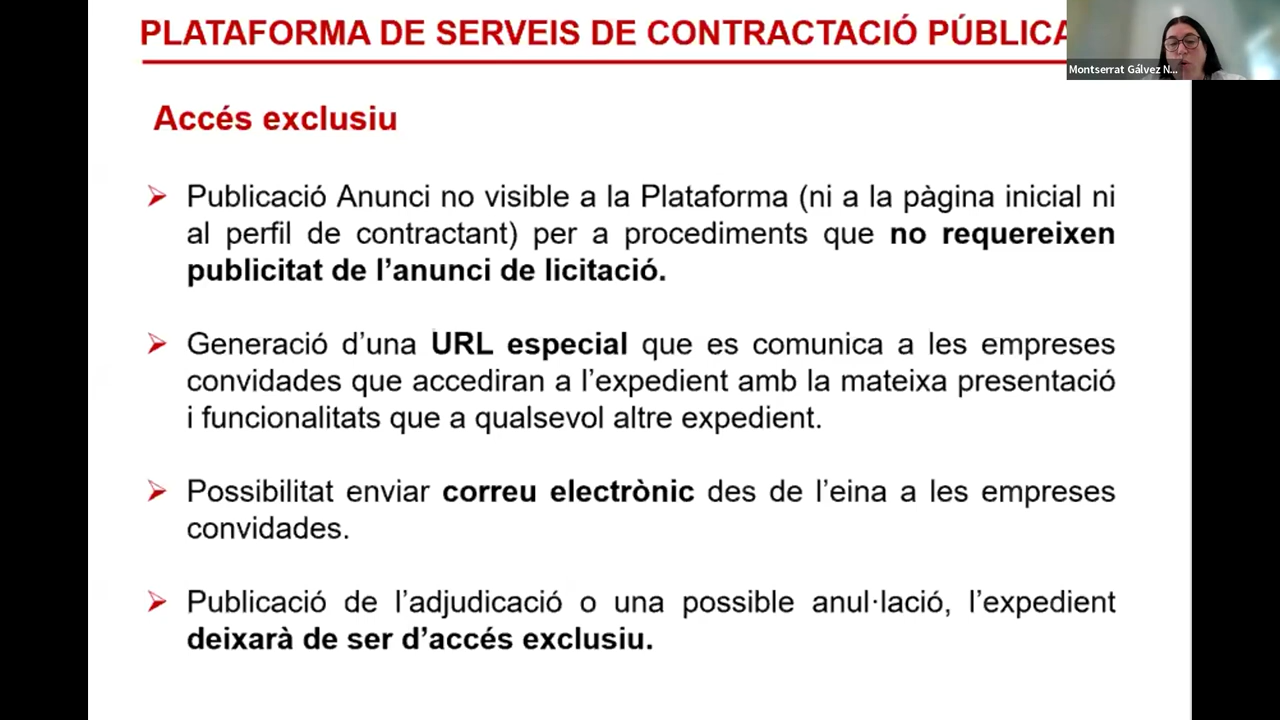 PLATAFORMA DE SERVEIS DE CONTRACTACIÓ PÚBLICA
Montserrat Gálvez N...
Accés exclusiu
Publicació Anunci no visible a la Plataforma (ni a la pàgina inicial ni
al perfil de contractant) per a procediments que no requereixen
publicitat de l’anunci de licitació.
Generació d’una URL especial que es comunica a les empreses
convidades que accediran a l’expedient amb la mateixa presentació
i funcionalitats que a qualsevol altre expedient.
Possibilitat enviar correu electrònic des de l’eina a les empreses
convidades.
Publicació de l’adjudicació o una possible anul·lació, l’expedient
deixarà de ser d’accés exclusiu.